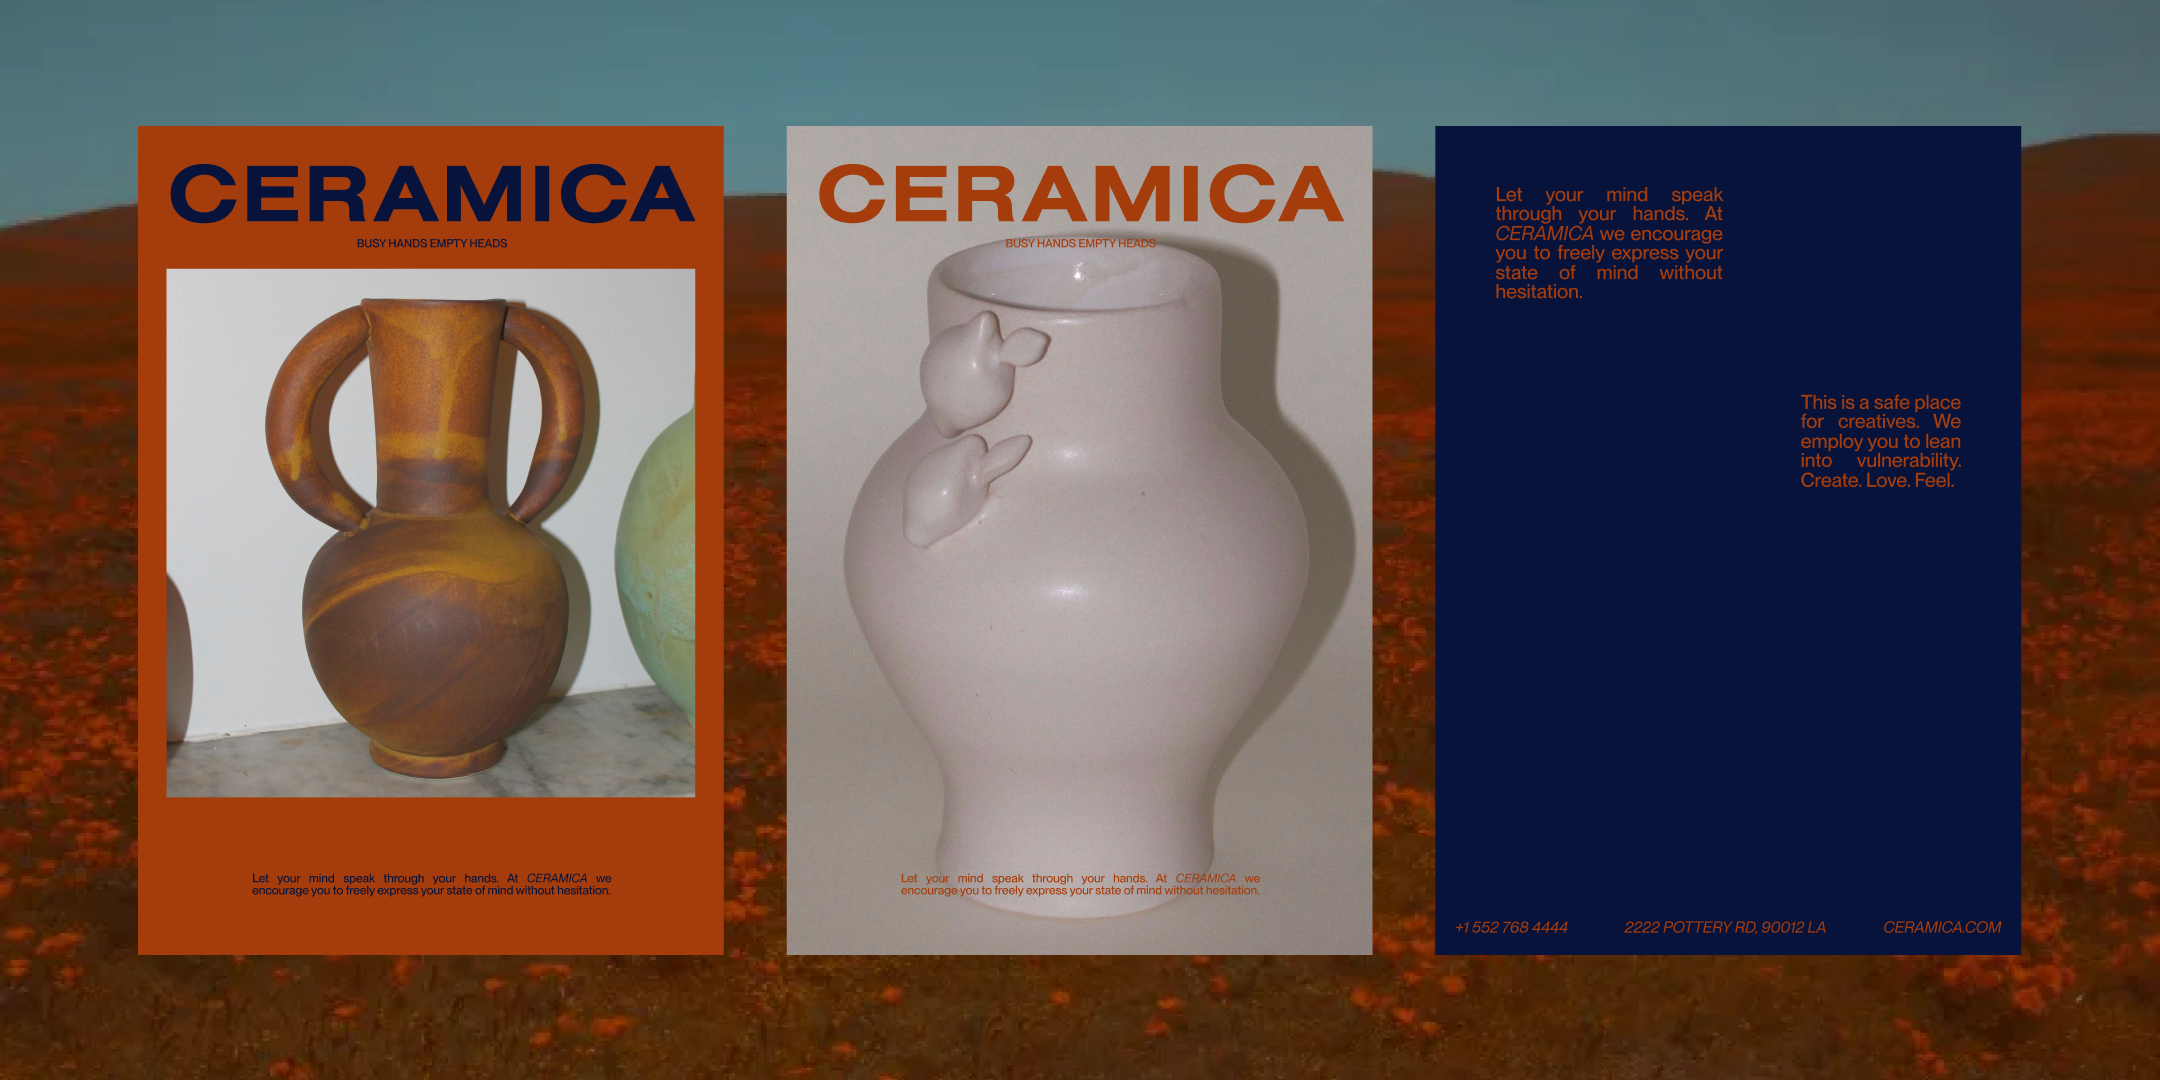 CERAMICA
BUSY HANDS EMPTY HEADS
Let your mind speak through your hands. At CERAMICA we
encourage you to freely express your state of mind without hesitation.
CERAMICA
BUSY HANDS EMPTY HEADS
Let your mind speak through your hands. At CERAMICA we
encourage you to freely express your state of mind without hesitation.
Let your mind speak
through your hands. At
CERAMICA we encourage
you to freely express your
state of mind without
hesitation.
This is a safe place
for creatives. We
employ you to lean
into vulnerability.
Create. Love. Feel.
+1 552 768 4444
2222 POTTERY RD, 90012 LA
CERAMICA.COM